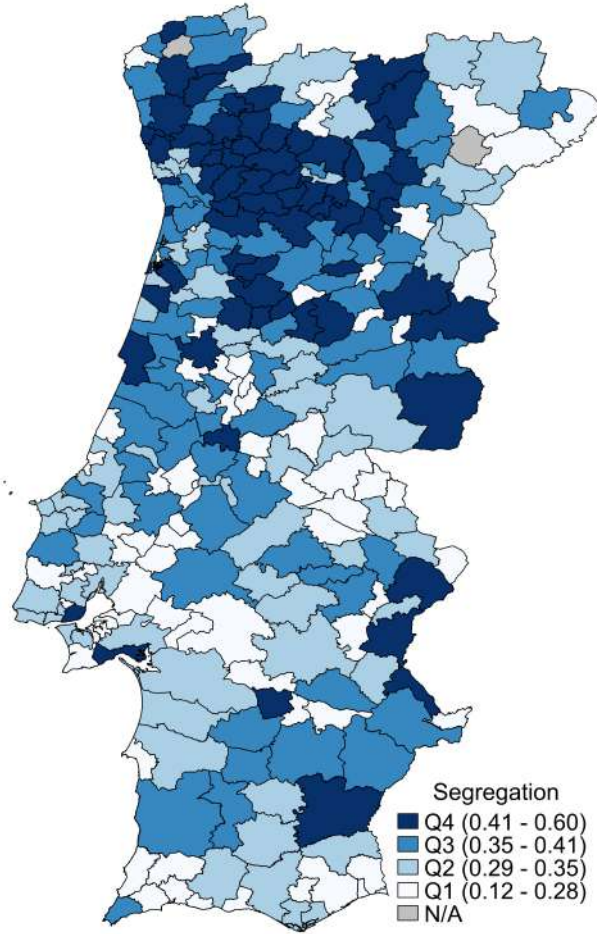 Segregation
Q4 (0.41 - 0.60)
Q3 (0.35 - 0.41)
Q2 (0.29 - 0.35)
Q1 (0.12 - 0.28)
N/A